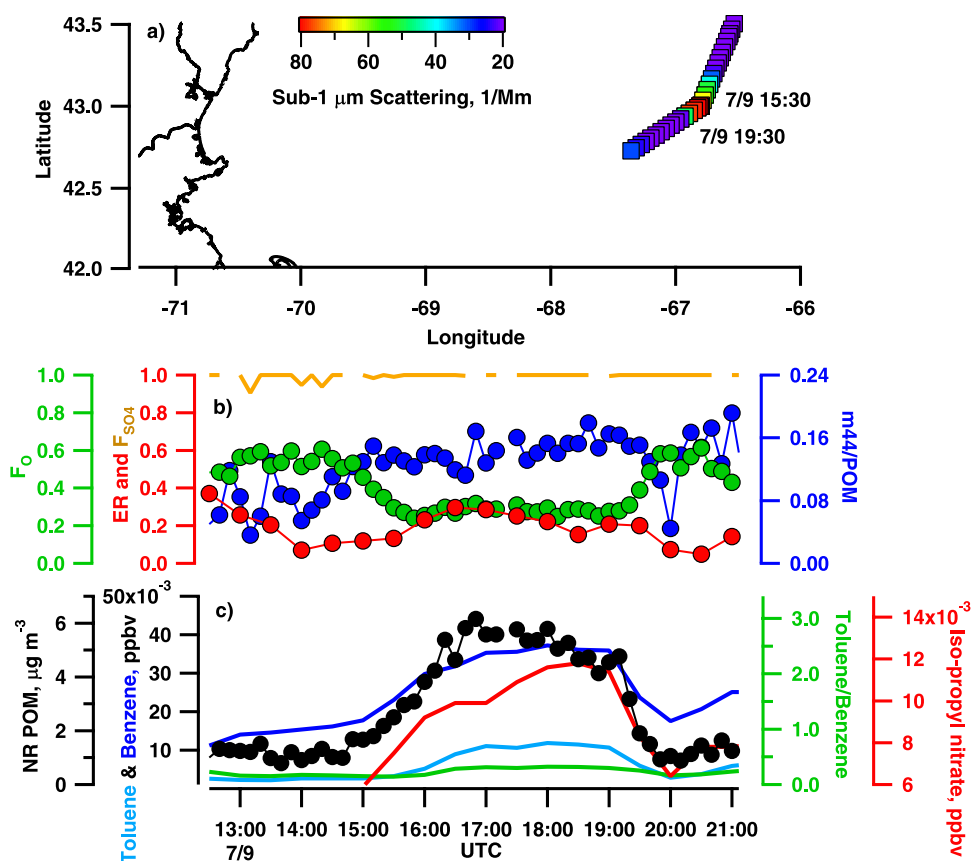 43.5
43.0
42.5
42.0
Latitude
a)
80 60 40 20
Sub-1 μm Scattering, 1/Mm
7/9 15:30
7/9 19:30
-71 -70 -69 -68 -67 -66
Longitude
1.0
0.8
0.6
0.4
0.2
0.0
FO
1.0
0.8
0.6
0.4
0.2
0.0
ER and FSO4
b)
0.24
0.16
0.08
0.00
m44/POM
6
4
2
0
NR POM, μg m-3
50x10-3
40
30
20
10
Toluene & Benzene, ppbv
c)
3.0
2.0
1.0
0.0
Toluene/Benzene
14x10-3
12
10
8
6
Iso-propyl nitrate, ppbv
13:00 14:00 15:00 16:00 17:00 18:00 19:00 20:00 21:00
7/9
UTC